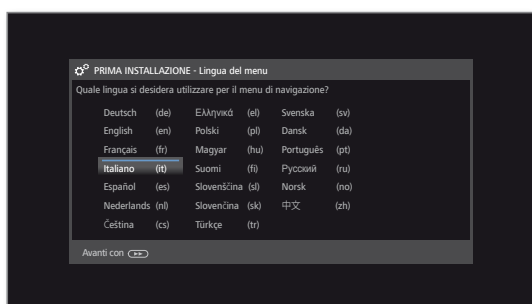 PRIMA INSTALLAZIONE - Lingua del menu
Quale lingua si desidera utilizzare per il menu di navigazione?
Deutsch (de) Ελληνικά (el) Svenska (sv)
English (en) Polski (pl) Dansk (da)
Français (fr) Magyar (hu) Português (pt)
Italiano (it) Suomi (fi) Русский (ru)
Español (es) Slovenščina (sl) Norsk (no)
Nederlands (nl) Slovenčina (sk) 中文 (zh)
Čeština (cs) Türkçe (tr)
Avanti con